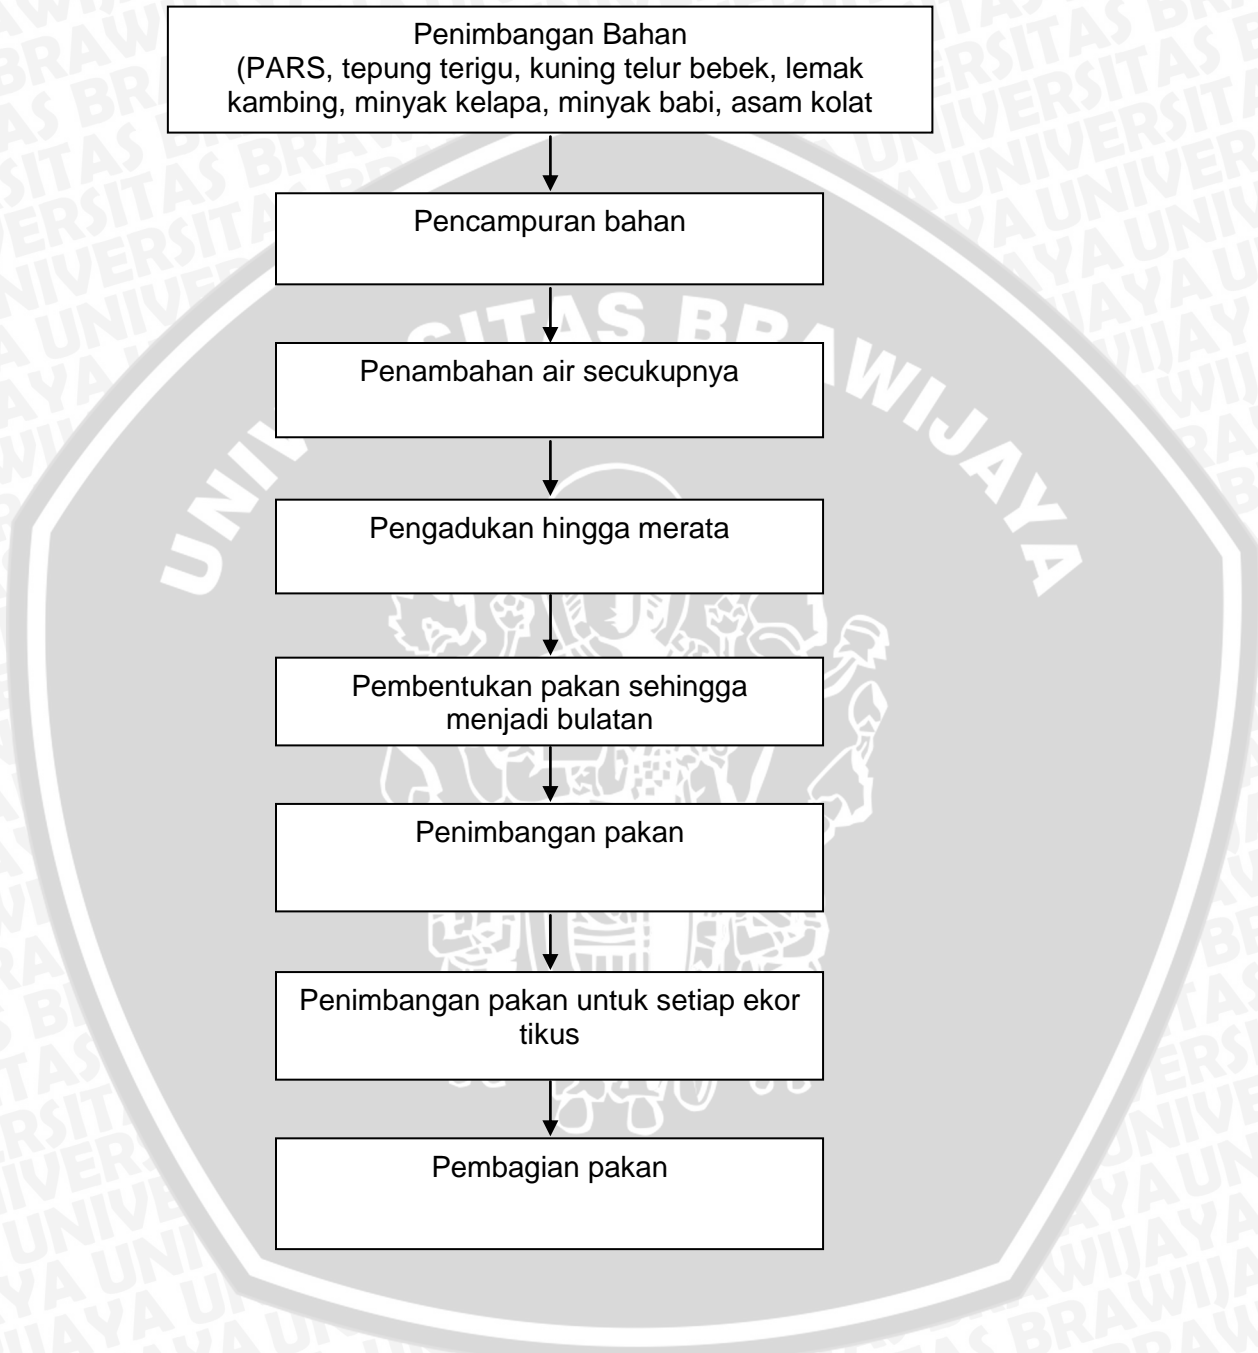 Penimbangan Bahan
(PARS, tepung terigu, kuning telur bebek, lemak
kambing, minyak kelapa, minyak babi, asam kolat
Pencampuran bahan
Penambahan air secukupnya
Pengadukan hingga merata
Pembentukan pakan sehingga
menjadi bulatan
Penimbangan pakan
Penimbangan pakan untuk setiap ekor
tikus
Pembagian pakan
SITAS BRAWIJAYA